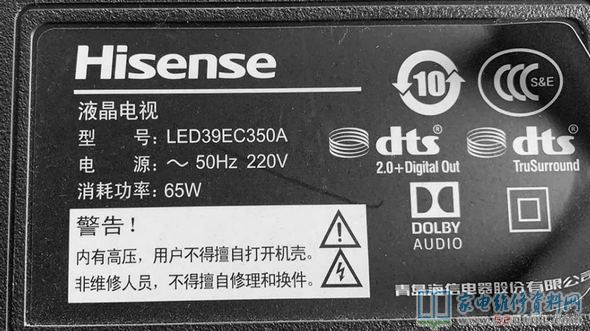 Hisense
液晶电视
型 号: LED39EC350A
电 源: ～ 50Hz 220V
消耗功率: 65W
警告!
内有高压，用户不得擅自打开机壳。
非维修人员，不得擅自修理和换件。
10
CCC S&E
dts
2.0+Digital Out
dts
TruSurround
DOLBY
AUDIO
青岛海信电器股份有限公司
家电维修资料网